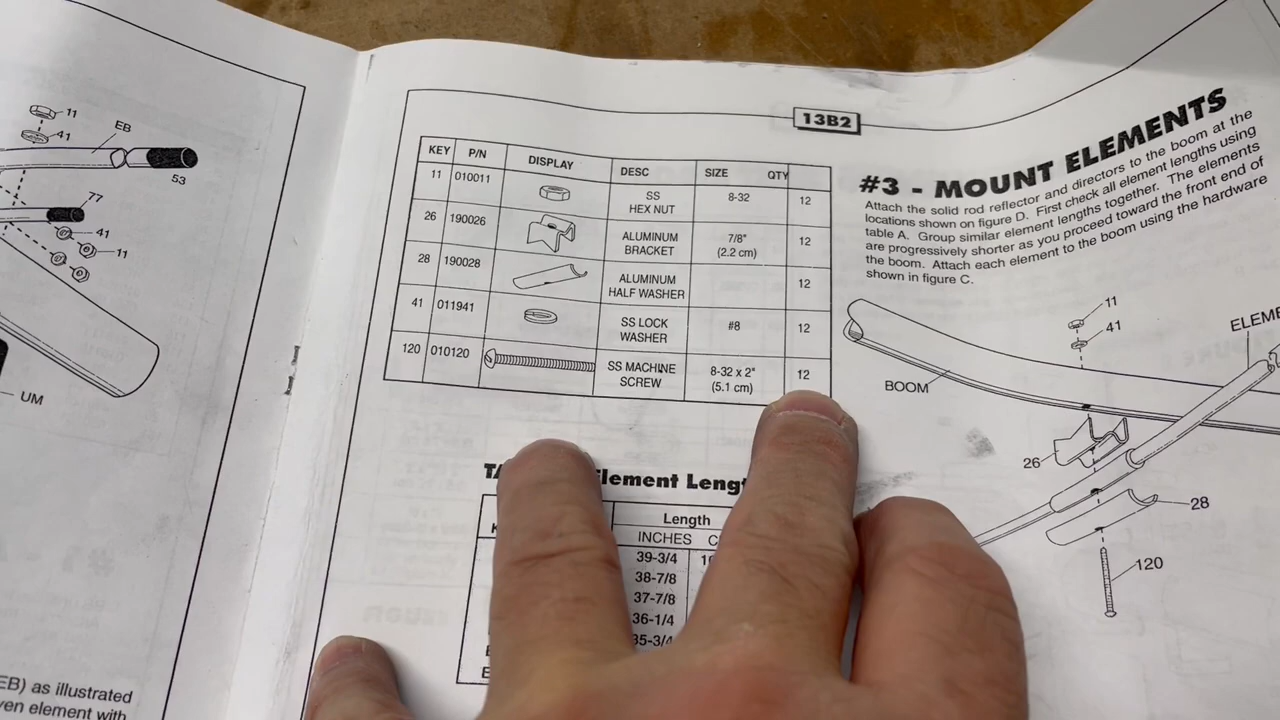 11
41
EB
53
77
41
11
UM
EB) as illustrated
ven element with
13B2
KEY P/N DISPLAY DESC SIZE QTY
11 010011 SS HEX NUT 8-32 12
26 190026 ALUMINUM BRACKET 7/8" (2.2 cm) 12
28 190028 ALUMINUM HALF WASHER 12
41 011941 SS LOCK WASHER #8 12
120 010120 SS MACHINE SCREW 8-32 x 2" (5.1 cm) 12
Element
Length
INCHES
39-3/4
38-7/8
37-7/8
36-1/4
35-3/4
#3 - MOUNT ELEMENTS
Attach the solid rod reflector and directors to the boom at the
locations shown on figure D. First check all element lengths using
table A. Group similar element lengths together. The elements
are progressively shorter as you proceed toward the front end of
the boom. Attach each element to the boom using the hardware
shown in figure C.
11
41
ELEME
BOOM
26
28
120